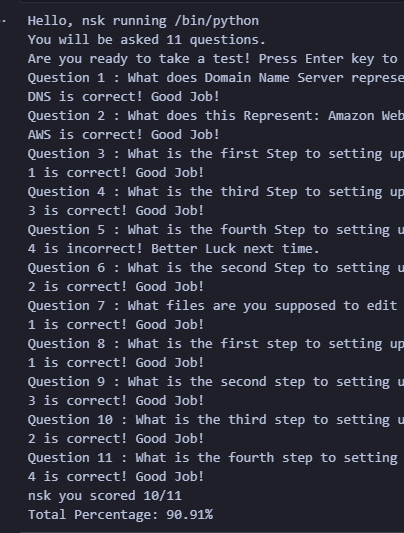 Hello, nsk running /bin/python
You will be asked 11 questions.
Are you ready to take a test! Press Enter key to
Question 1 : What does Domain Name Server represe
DNS is correct! Good Job!
Question 2 : What does this Represent: Amazon Web
AWS is correct! Good Job!
Question 3 : What is the first Step to setting up
1 is correct! Good Job!
Question 4 : What is the third Step to setting up
3 is correct! Good Job!
Question 5 : What is the fourth Step to setting u
4 is incorrect! Better Luck next time.
Question 6 : What is the second Step to setting u
2 is correct! Good Job!
Question 7 : What files are you supposed to edit
1 is correct! Good Job!
Question 8 : What is the first step to setting up
1 is correct! Good Job!
Question 9 : What is the second step to setting u
3 is correct! Good Job!
Question 10 : What is the third step to setting u
2 is correct! Good Job!
Question 11 : What is the fourth step to setting
4 is correct! Good Job!
nsk you scored 10/11
Total Percentage: 90.91%